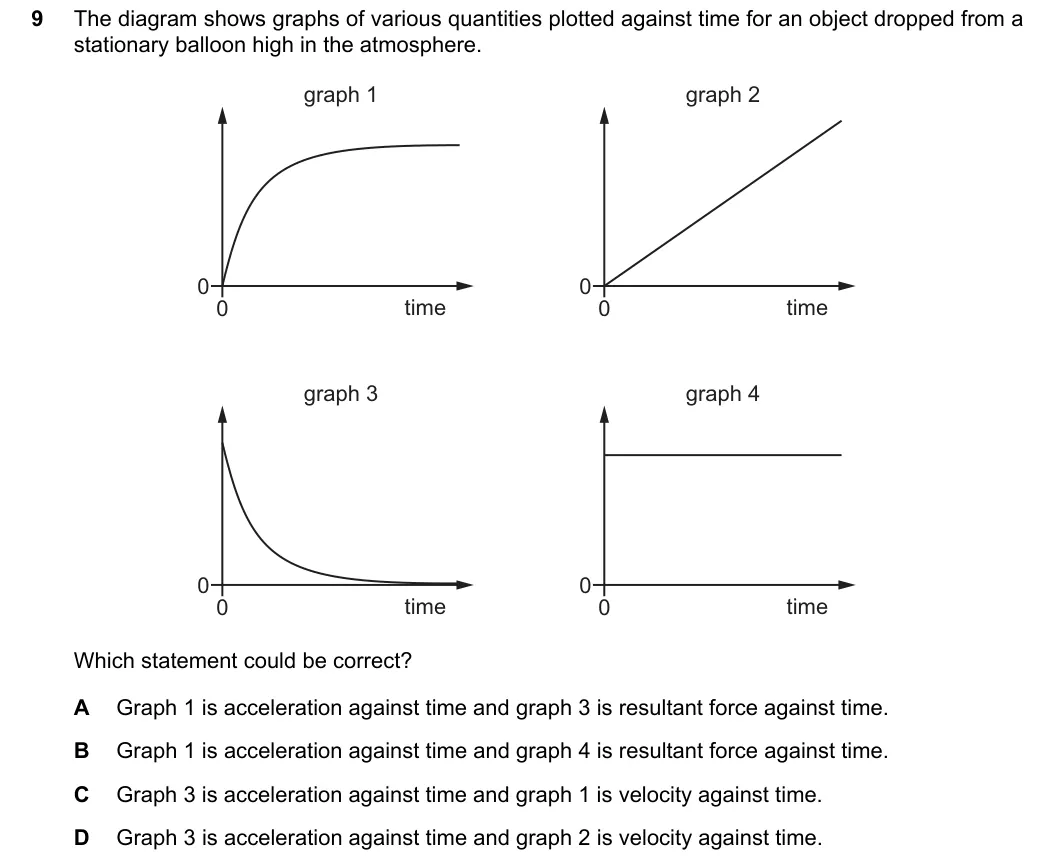 9 The diagram shows graphs of various quantities plotted against time for an object dropped from a
stationary balloon high in the atmosphere.
graph 1
graph 2
0
0
time
0
0
time
graph 3
graph 4
0
0
time
0
0
time
Which statement could be correct?
A Graph 1 is acceleration against time and graph 3 is resultant force against time.
B Graph 1 is acceleration against time and graph 4 is resultant force against time.
C Graph 3 is acceleration against time and graph 1 is velocity against time.
D Graph 3 is acceleration against time and graph 2 is velocity against time.